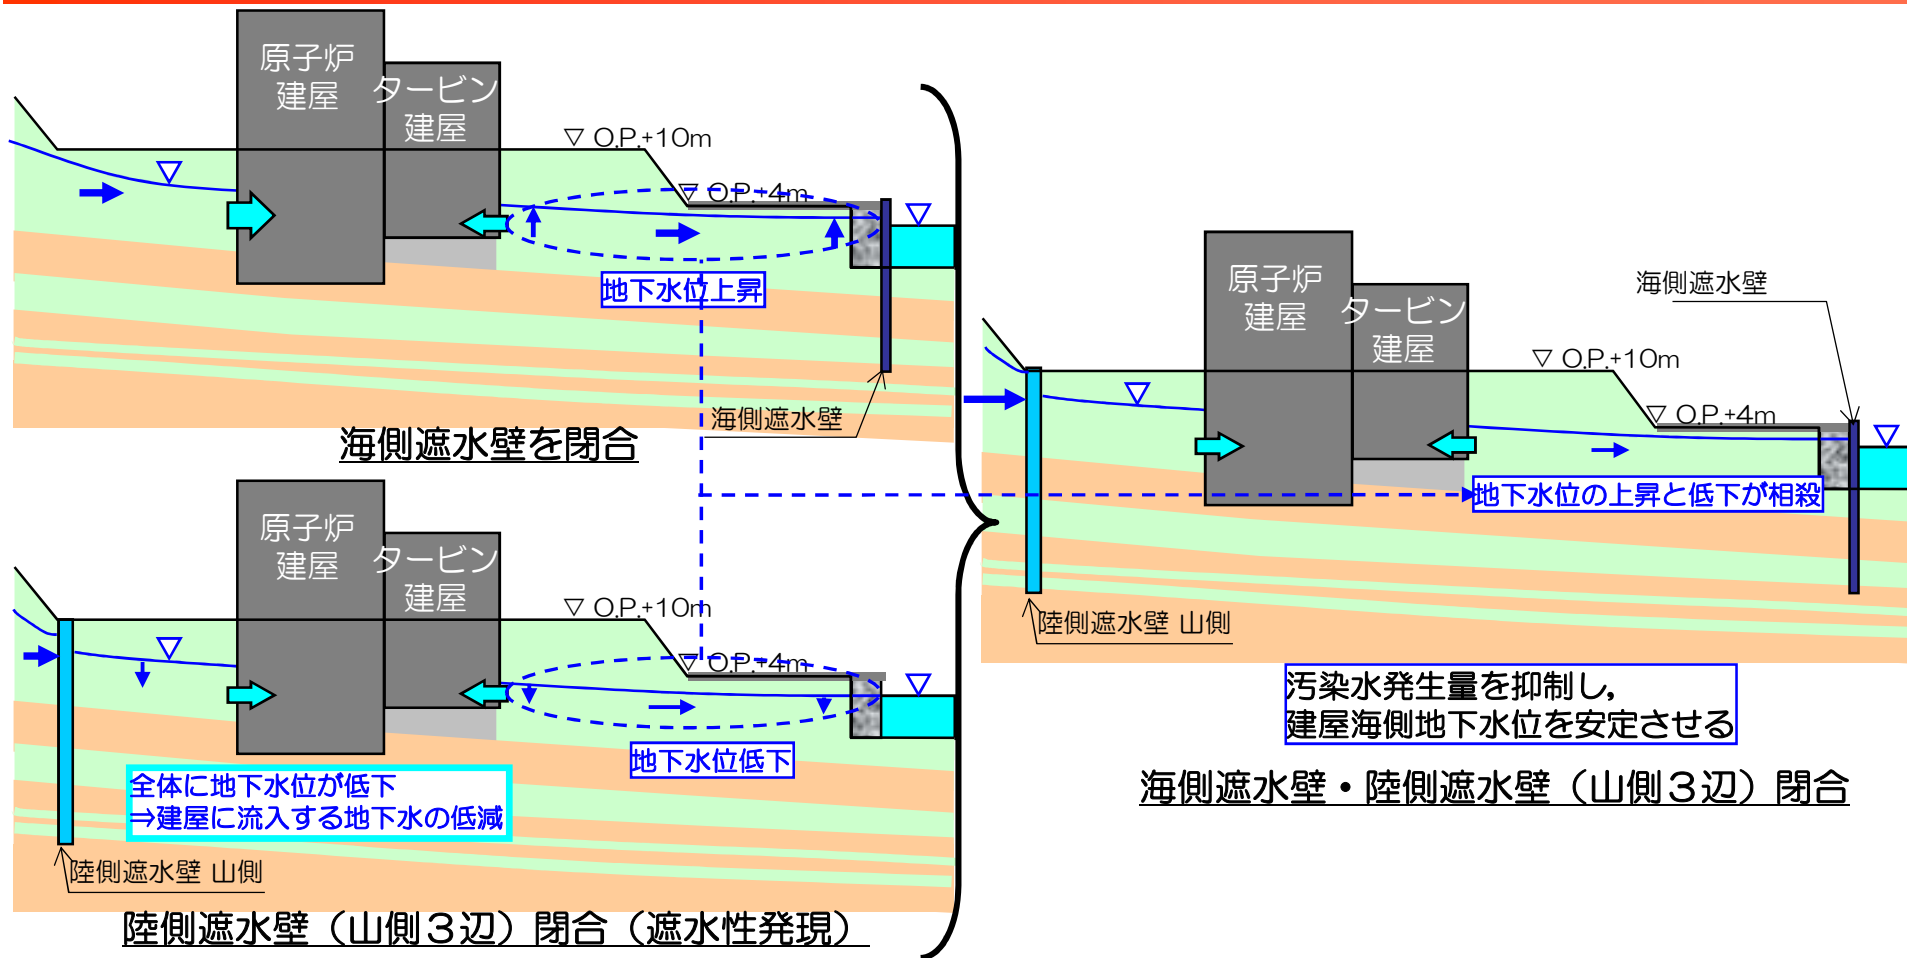 原子炉
建屋
タービン
建屋
▽ O.P.+10m
▽ O.P.+4m
地下水位上昇
海側遮水壁
海側遮水壁を閉合
原子炉
建屋
タービン
建屋
▽ O.P.+10m
▽ O.P.+4m
地下水位低下
全体に地下水位が低下
⇒建屋に流入する地下水の低減
陸側遮水壁 山側
陸側遮水壁（山側３辺）閉合（遮水性発現）
海側遮水壁
原子炉
建屋
タービン
建屋
▽ O.P.+10m
▽ O.P.+4m
地下水位の上昇と低下が相殺
陸側遮水壁 山側
汚染水発生量を抑制し，
建屋海側地下水位を安定させる
海側遮水壁・陸側遮水壁（山側３辺）閉合